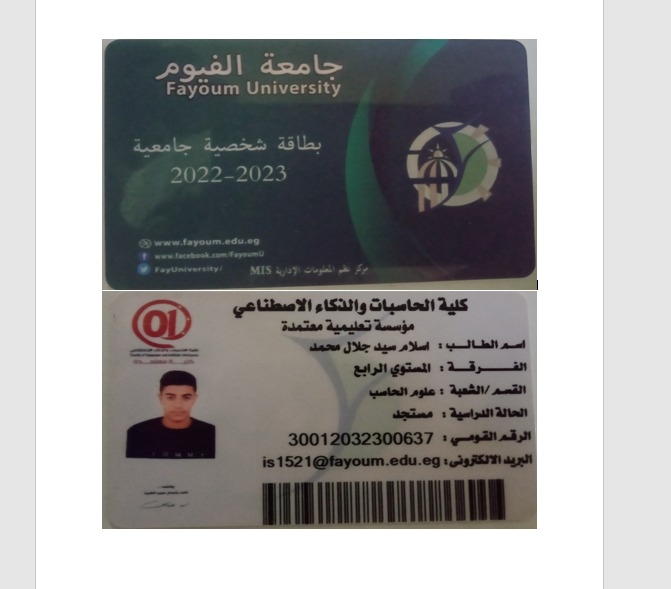 جامعة الفيوم
Fayoum University
بطاقة شخصية جامعية
2022-2023
www.fayoum.edu.eg
www.facebook.com/FayoumU
FayUniversity/
مركز نظم المعلومات الإدارية MIS
كلية الحاسبات والذكاء الاصطناعي
مؤسسة تعليمية معتمدة
اسم الطالب : اسلام سيد جلال محمد
الفرقة : المستوي الرابع
القسم/الشعبة : علوم الحاسب
الحالة الدراسية : مستجد
الرقم القومي : 30012032300637
البريد الالكترونى : is1521@fayoum.edu.eg